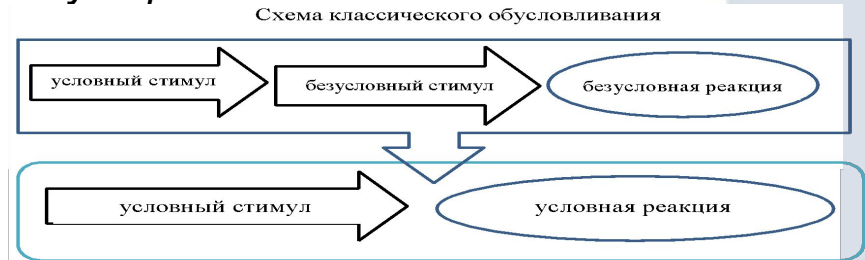 Схема классического обусловливания
условный стимул
безусловный стимул
безусловная реакция
условный стимул
условная реакция